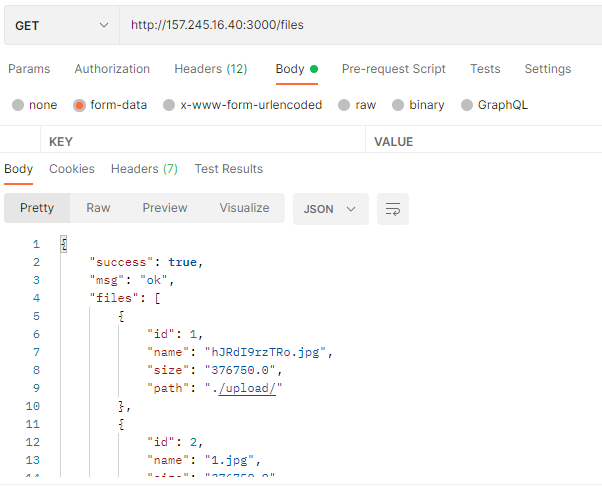 GET http://157.245.16.40:3000/files
Params Authorization Headers (12) Body Pre-request Script Tests Settings
none form-data x-www-form-urlencoded raw binary GraphQL
KEY VALUE
Body Cookies Headers (7) Test Results
Pretty Raw Preview Visualize JSON
1 {
2 "success": true,
3 "msg": "ok",
4 "files": [
5 {
6 "id": 1,
7 "name": "hJRdI9rzTRo.jpg",
8 "size": "376750.0",
9 "path": "./upload/"
10 },
11 {
12 "id": 2,
13 "name": "1.jpg",
14 "size": "376750.0"